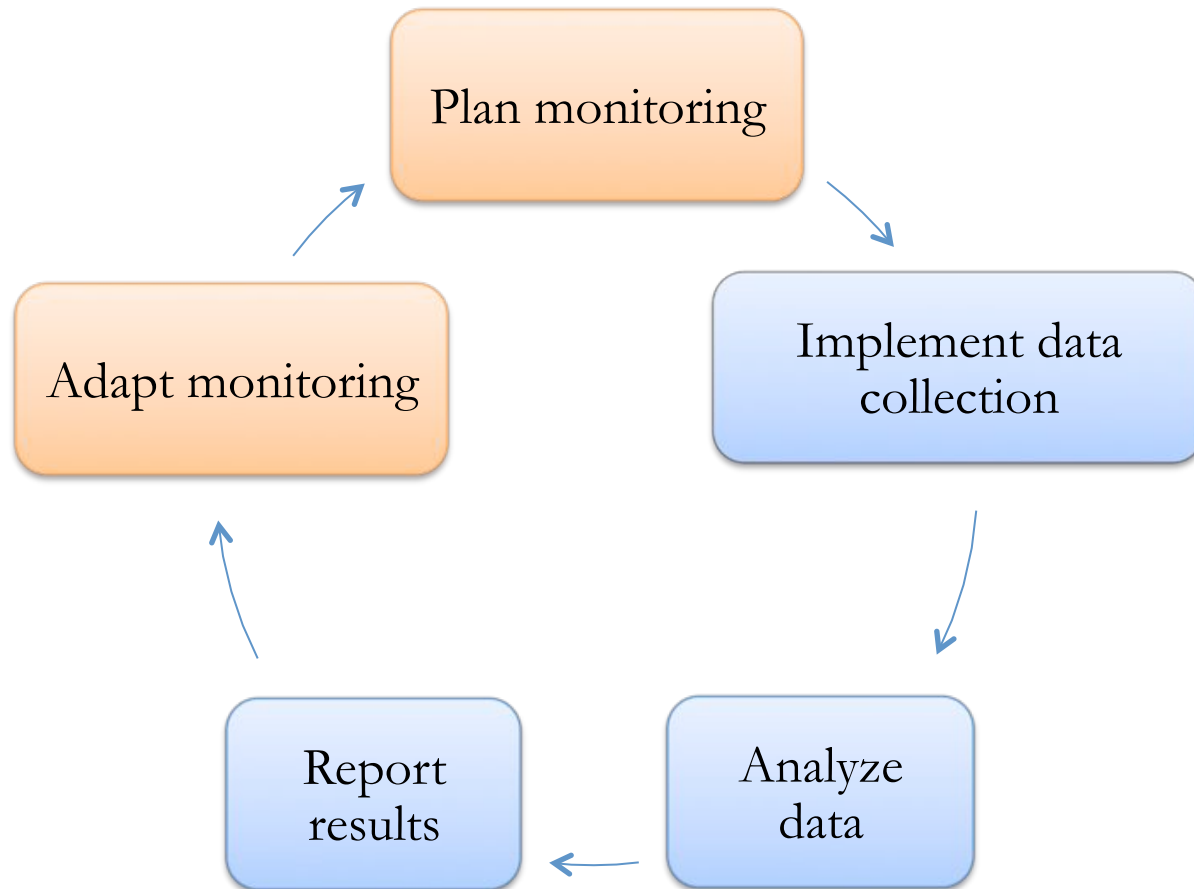 Plan monitoring
Implement data
collection
Analyze
data
Report
results
Adapt monitoring